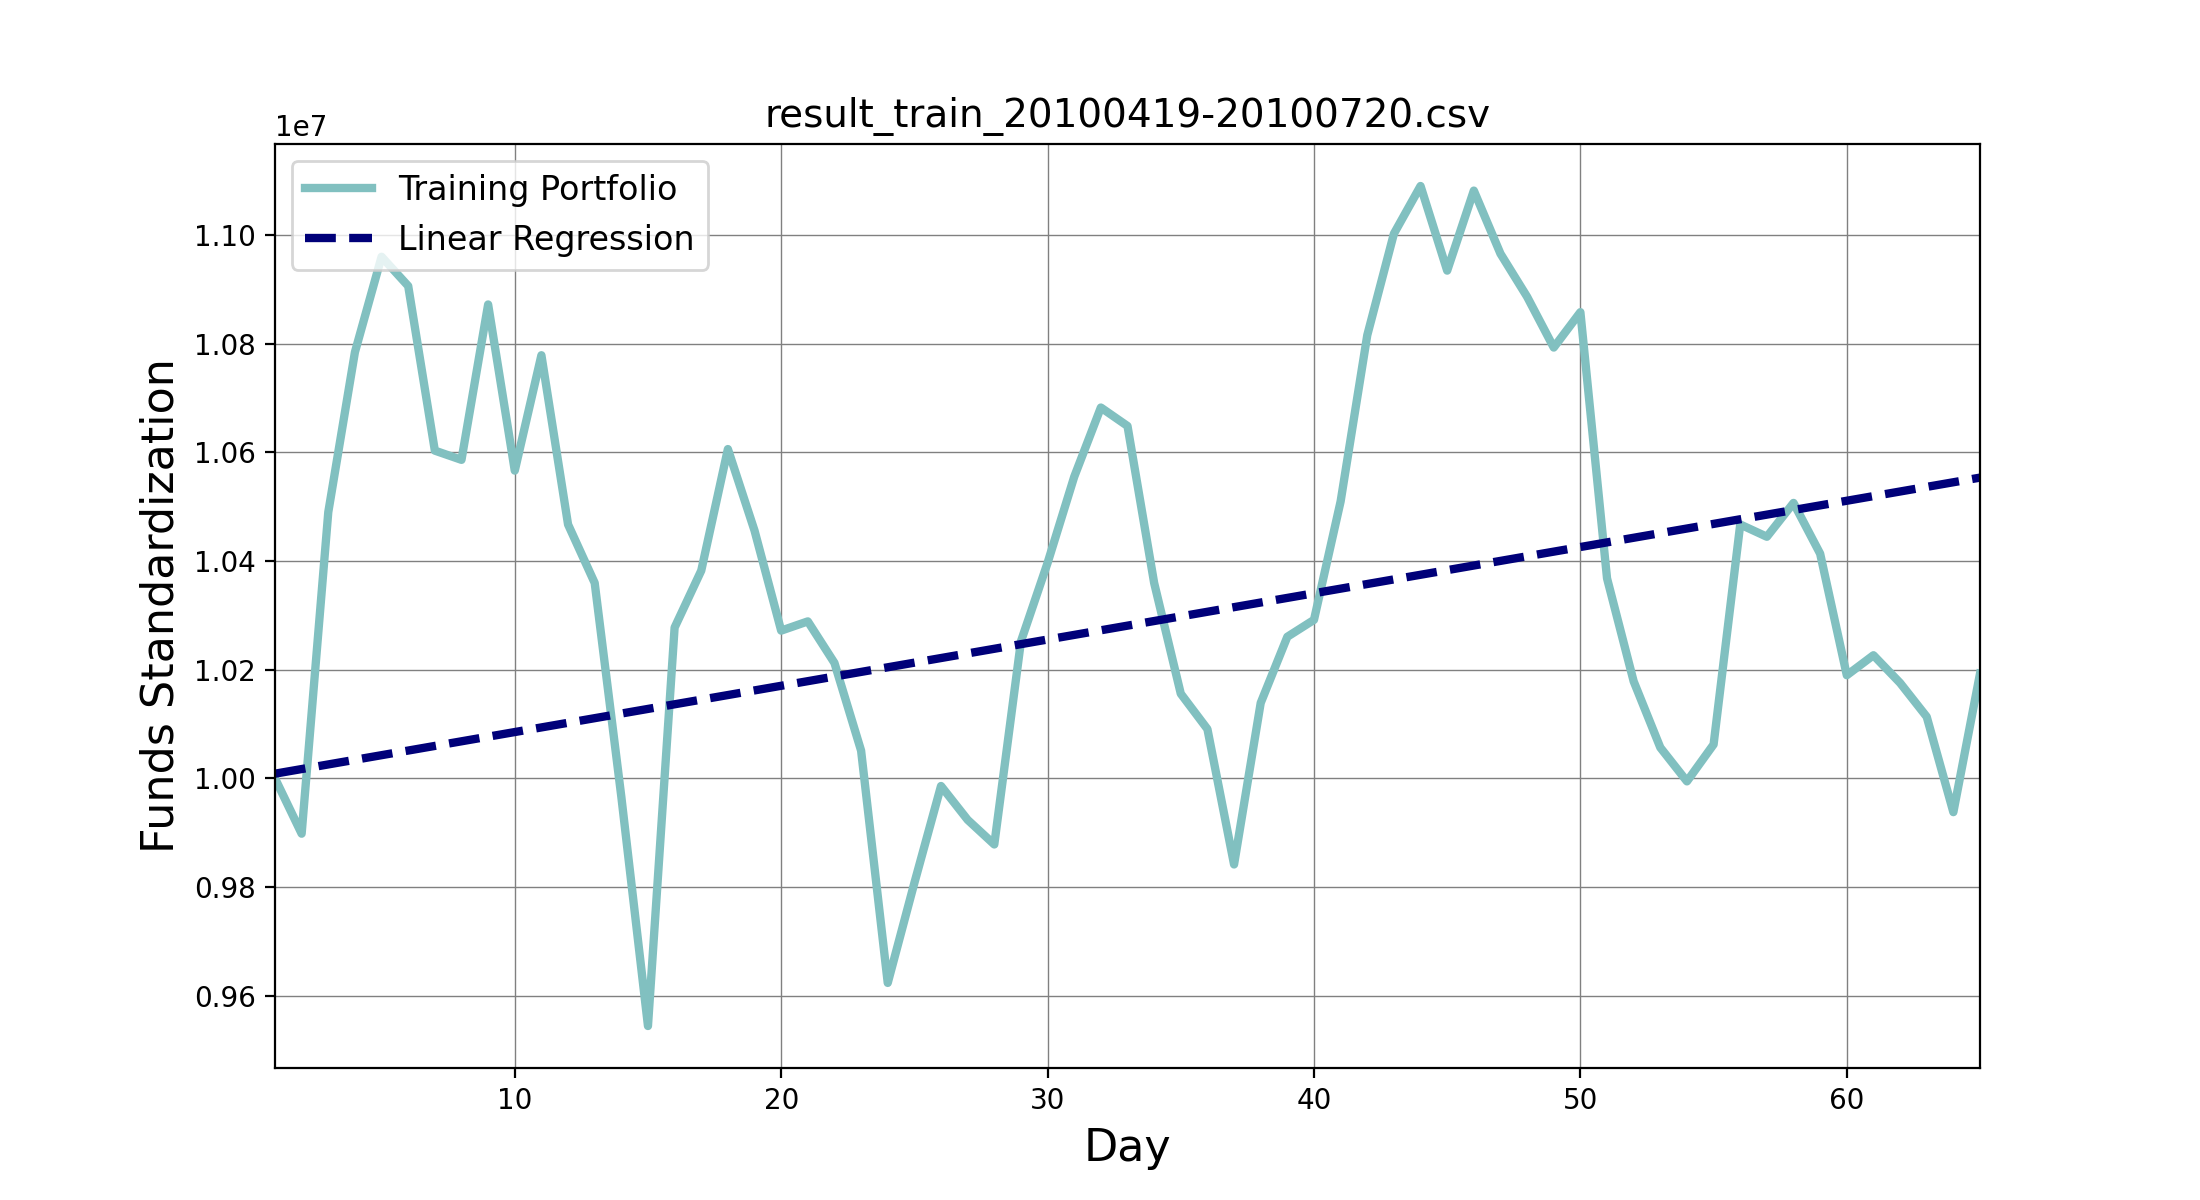 result_train_20100419-20100720.csv
1e7
Training Portfolio
Linear Regression
1.10
1.08
1.06
1.04
1.02
1.00
0.98
0.96
Funds Standardization
10 20 30 40 50 60
Day